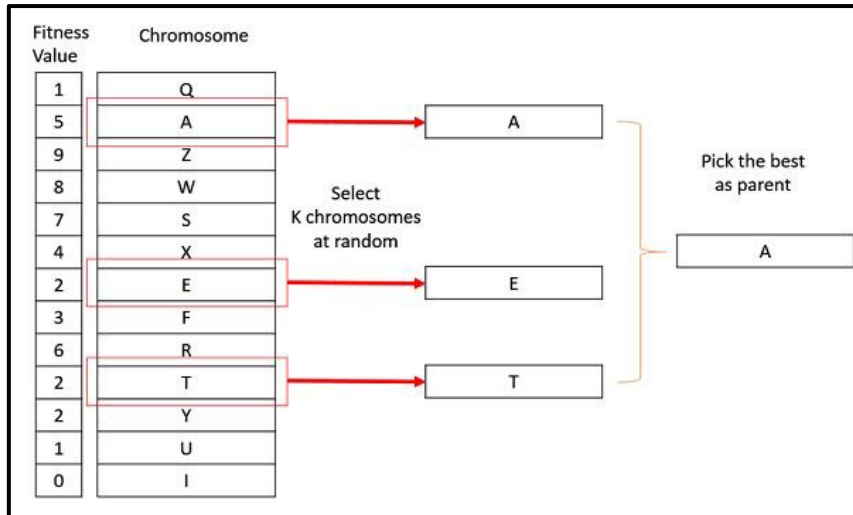 Fitness
Value
Chromosome
1 Q
5 A
9 Z
8 W
7 S
4 X
2 E
3 F
6 R
2 T
2 Y
1 U
0 I
Select
K chromosomes
at random
A
E
T
Pick the best
as parent
A